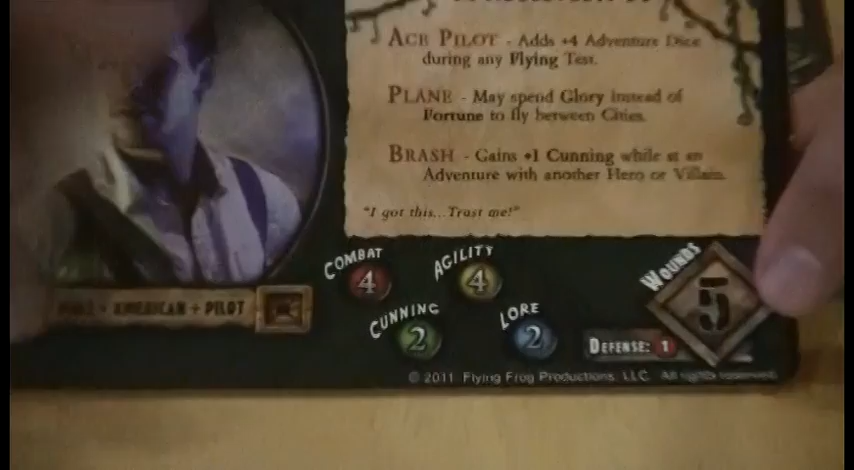 ACE PILOT - Adds +4 Adventure Dice
during any Flying Test.
PLANE - May spend Glory instead of
Fortune to fly between Cities.
BRASH - Gains +1 Cunning while at an
Adventure with another Hero or Villain.
"I got this...Trust me!"
COMBAT
4
AGILITY
4
CUNNING
2
LORE
2
WOUNDS
5
DEFENSE: 1
+ AMERICAN + PILOT
© 2011 Flying Frog Productions, LLC. All rights reserved.